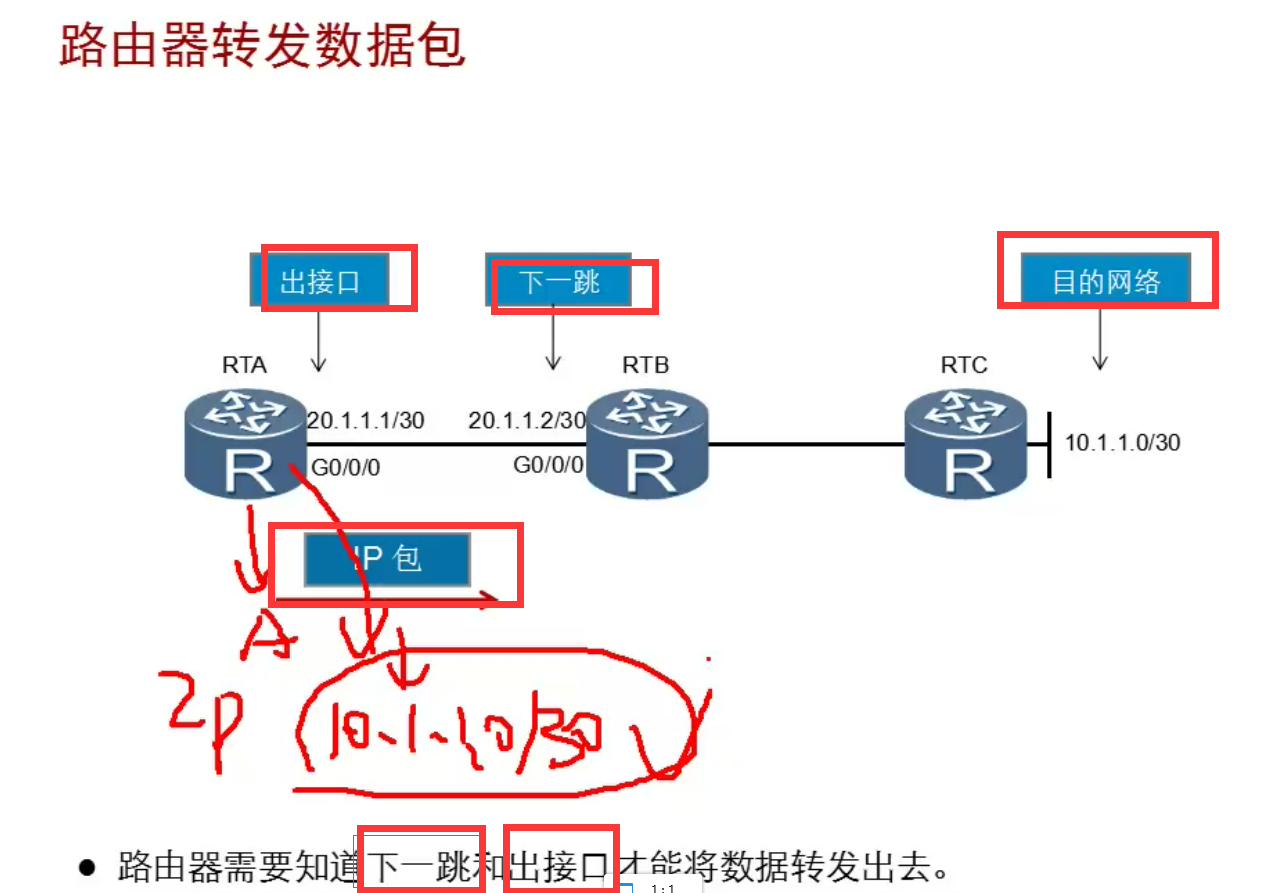 路由器转发数据包
出接口
下一跳
目的网络
RTA
RTB
RTC
20.1.1.1/30
20.1.1.2/30
10.1.1.0/30
G0/0/0
G0/0/0
R
R
R
IP 包
A
2p
10.1.1.0/30
● 路由器需要知道下一跳和出接口才能将数据转发出去。
1:1